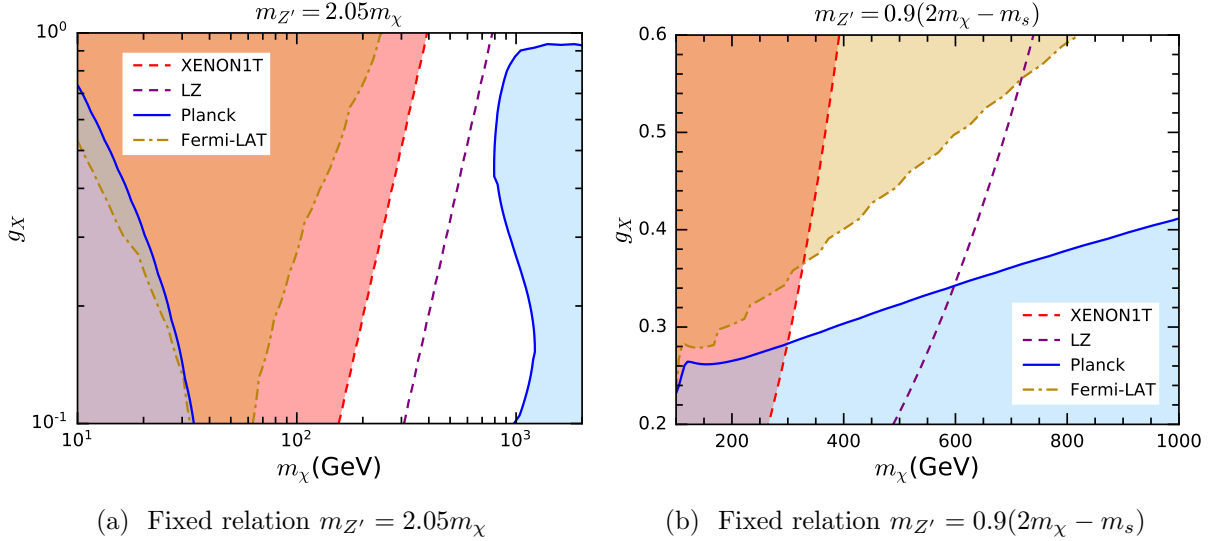 m_{Z'} = 2.05m_χ
10^0
10^{-1}
g_X
XENON1T
LZ
Planck
Fermi-LAT
10^1
10^2
10^3
m_χ(GeV)
(a) Fixed relation m_{Z'} = 2.05m_χ
m_{Z'} = 0.9(2m_χ − m_s)
0.6
0.5
0.4
0.3
0.2
g_X
XENON1T
LZ
Planck
Fermi-LAT
200
400
600
800
1000
m_χ(GeV)
(b) Fixed relation m_{Z'} = 0.9(2m_χ − m_s)